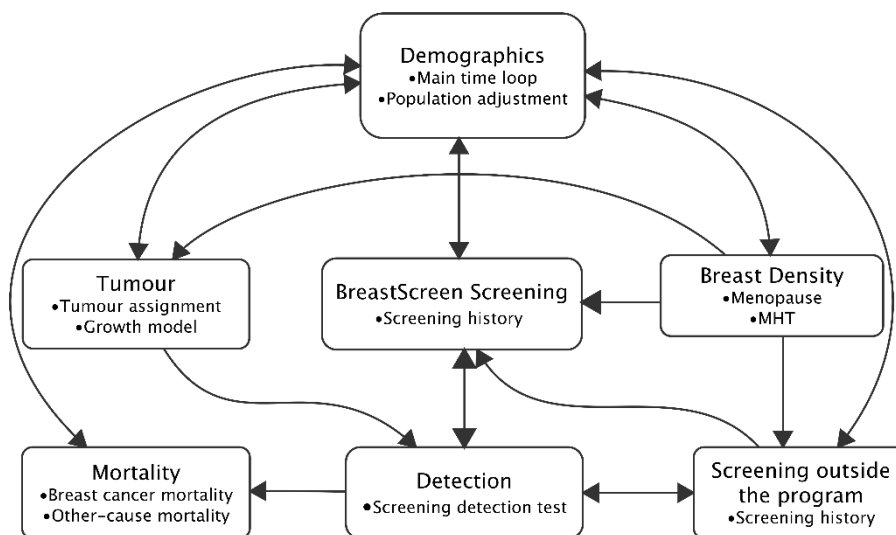 Demographics
•Main time loop
•Population adjustment
Tumour
•Tumour assignment
•Growth model
BreastScreen Screening
•Screening history
Breast Density
•Menopause
•MHT
Mortality
•Breast cancer mortality
•Other-cause mortality
Detection
•Screening detection test
Screening outside
the program
•Screening history